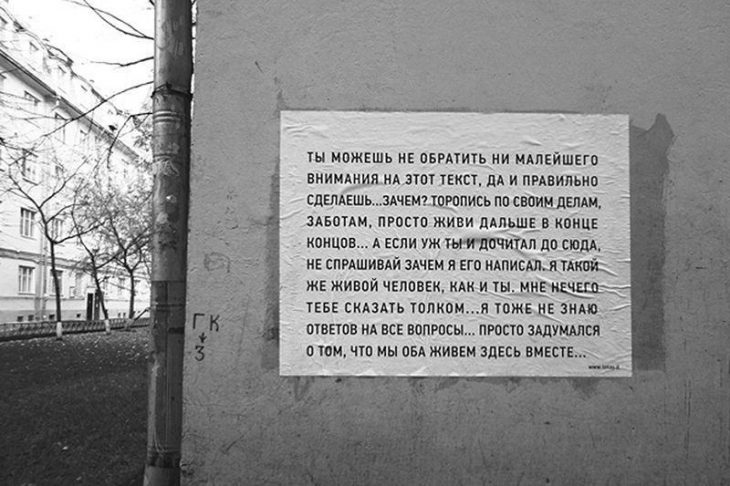 ТЫ МОЖЕШЬ НЕ ОБРАТИТЬ НИ МАЛЕЙШЕГО
ВНИМАНИЯ НА ЭТОТ ТЕКСТ, ДА И ПРАВИЛЬНО
СДЕЛАЕШЬ...ЗАЧЕМ? ТОРОПИСЬ ПО СВОИМ ДЕЛАМ,
ЗАБОТАМ, ПРОСТО ЖИВИ ДАЛЬШЕ В КОНЦЕ
КОНЦОВ... А ЕСЛИ УЖ ТЫ И ДОЧИТАЛ ДО СЮДА,
НЕ СПРАШИВАЙ ЗАЧЕМ Я ЕГО НАПИСАЛ. Я ТАКОЙ
ЖЕ ЖИВОЙ ЧЕЛОВЕК, КАК И ТЫ. МНЕ НЕЧЕГО
ТЕБЕ СКАЗАТЬ ТОЛКОМ...Я ТОЖЕ НЕ ЗНАЮ
ОТВЕТОВ НА ВСЕ ВОПРОСЫ... ПРОСТО ЗАДУМАЛСЯ
О ТОМ, ЧТО МЫ ОБА ЖИВЕМ ЗДЕСЬ ВМЕСТЕ...
ГК
3